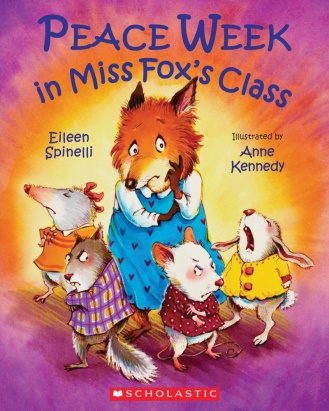 PEACE WEEK
in MISS FOX'S CLASS
Eileen
Spinelli
Illustrated by
Anne
Kennedy
SCHOLASTIC